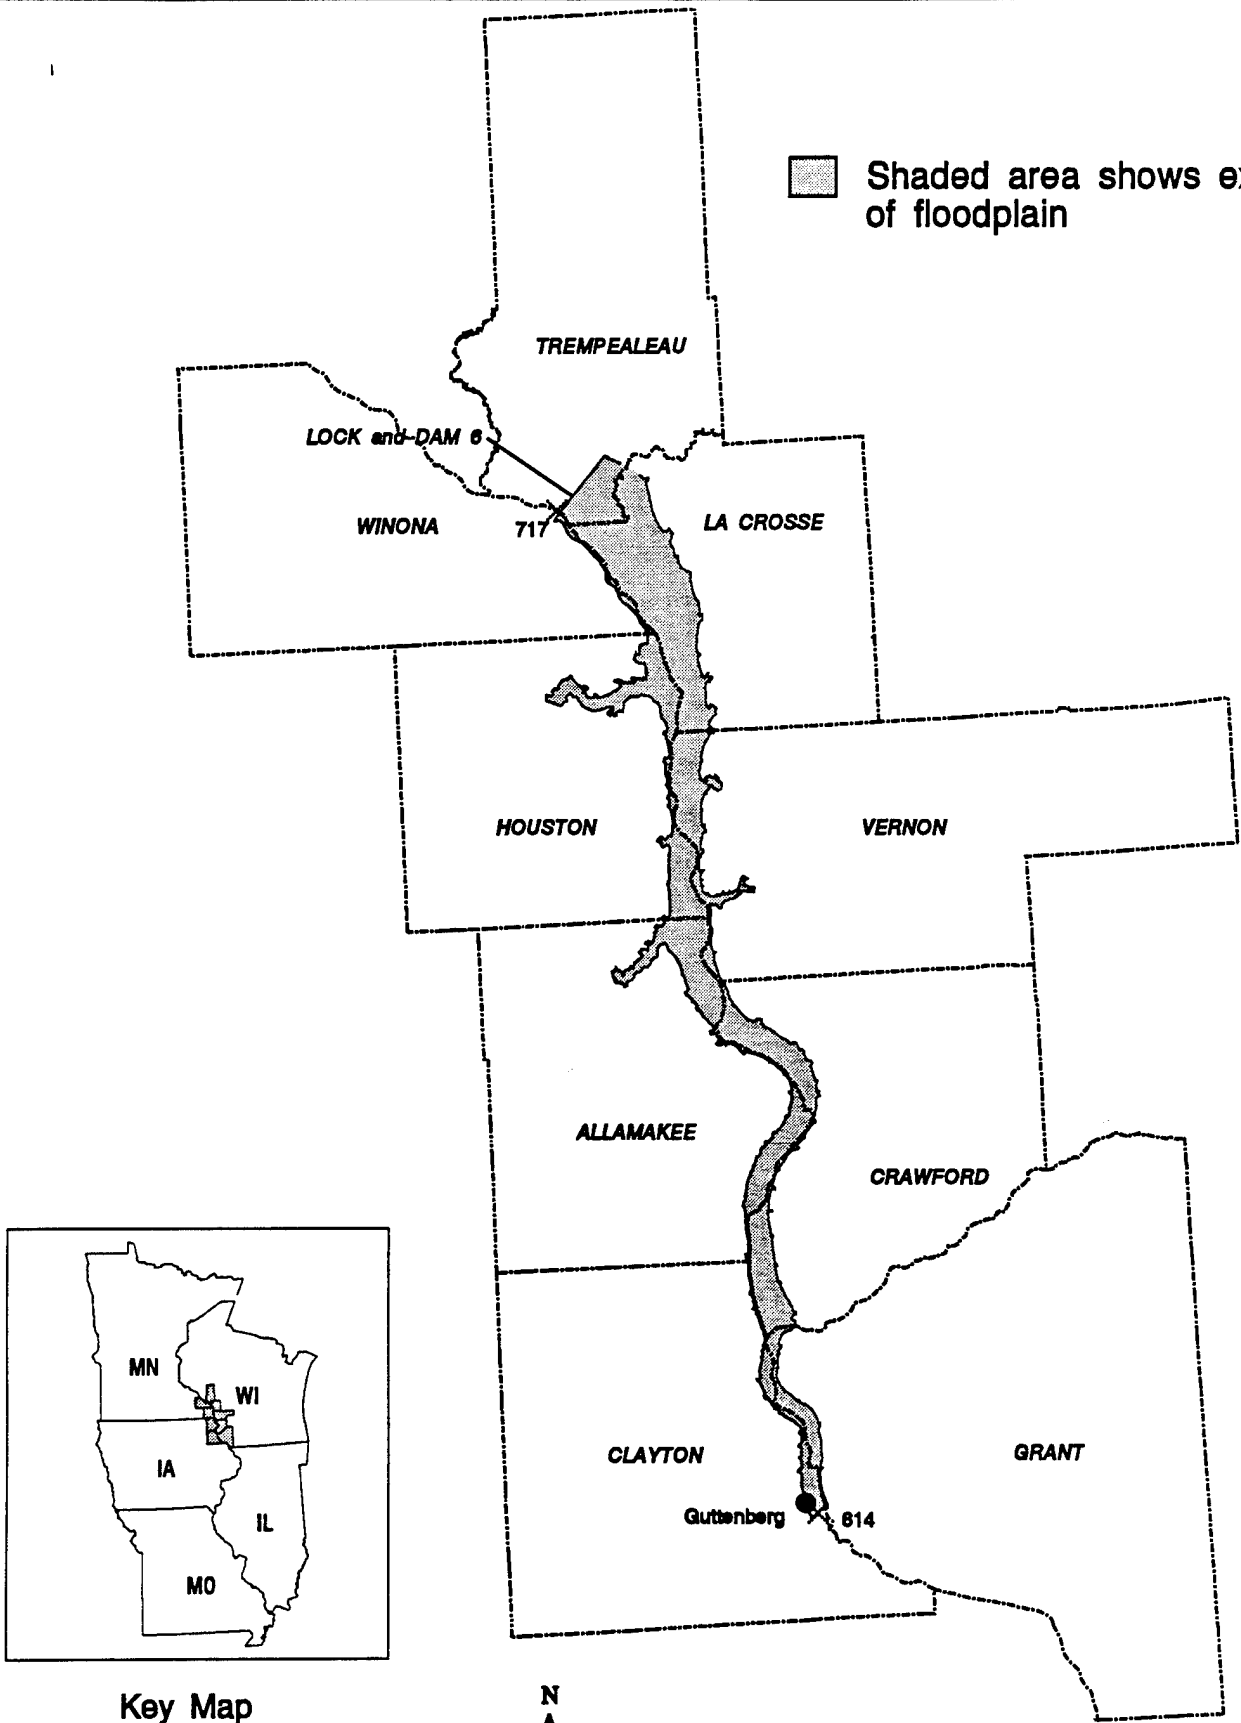 Shaded area shows ex
of floodplain
TREMPEALEAU
LOCK and DAM 6
WINONA
717
LA CROSSE
HOUSTON
VERNON
ALLAMAKEE
CRAWFORD
MN
WI
IA
IL
MO
CLAYTON
GRANT
Guttenberg
614
Key Map
N